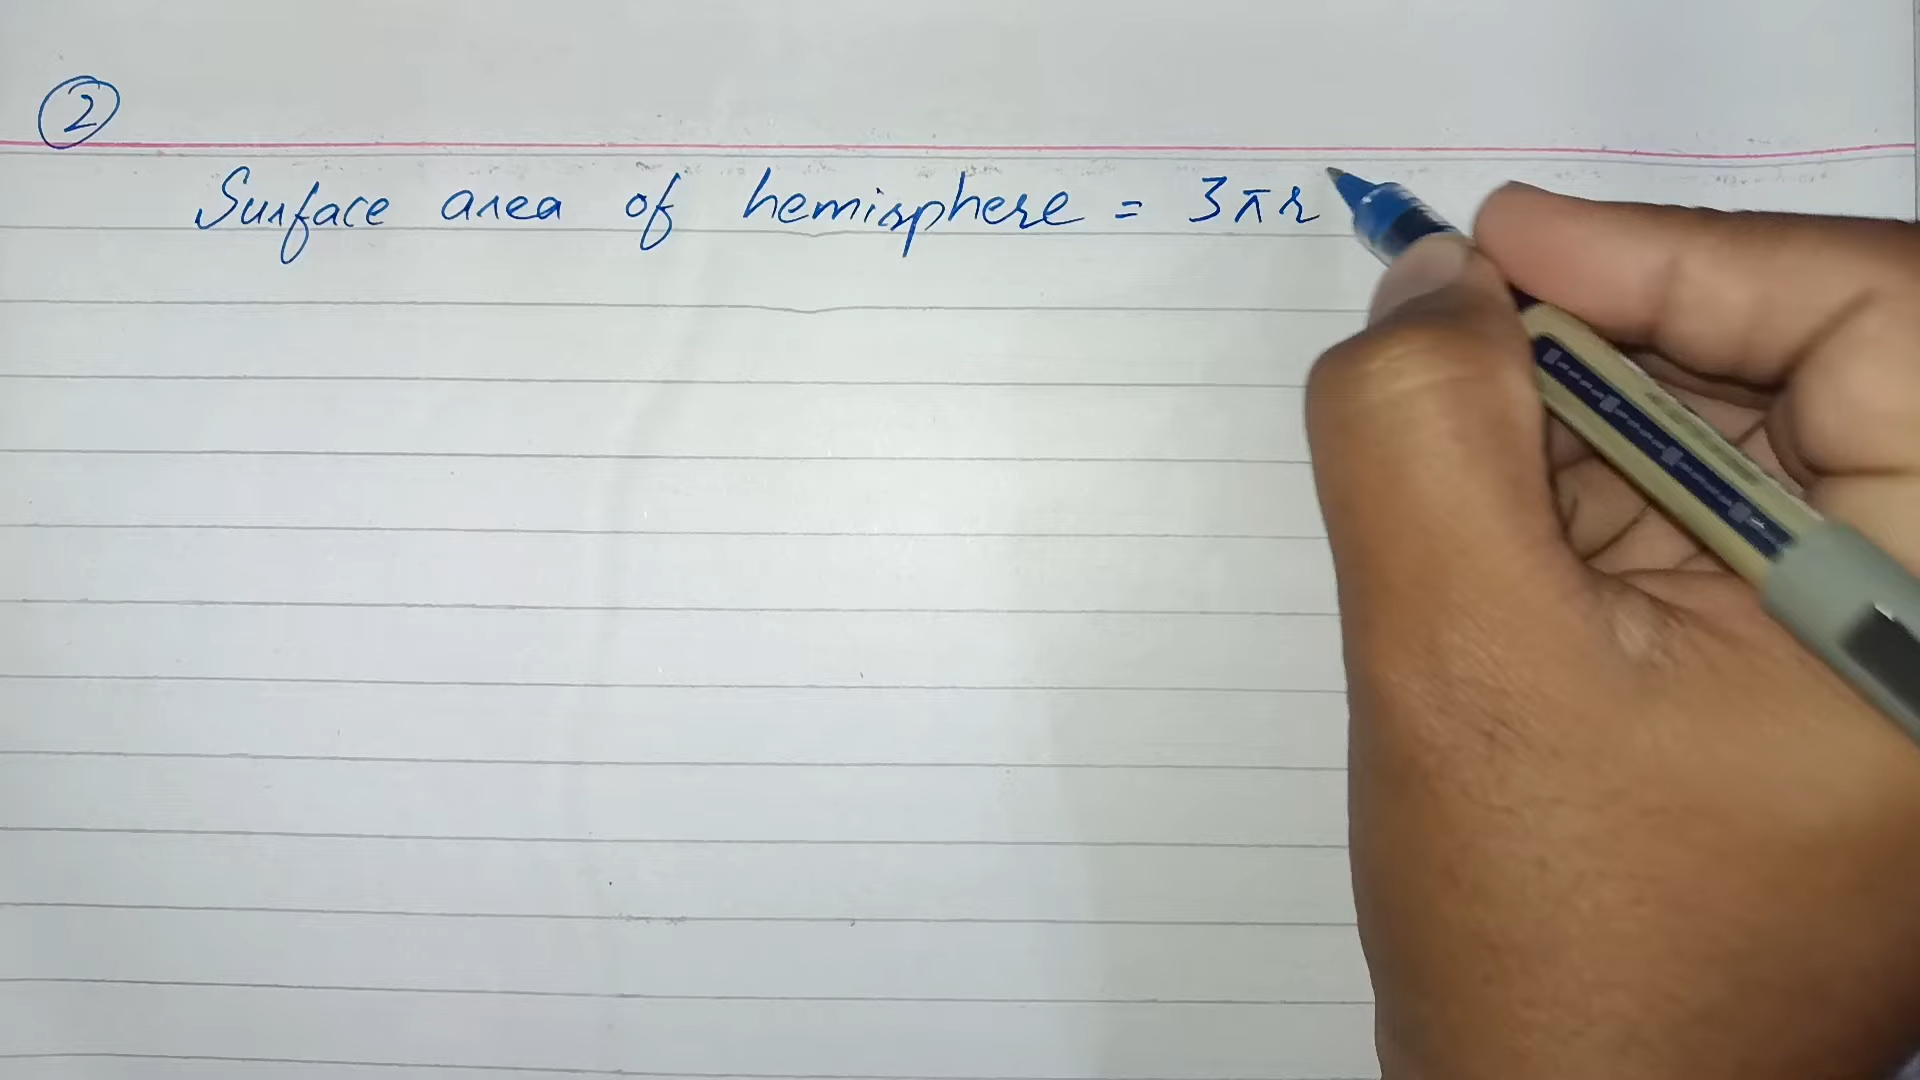 2
Surface area of hemisphere = 3πr